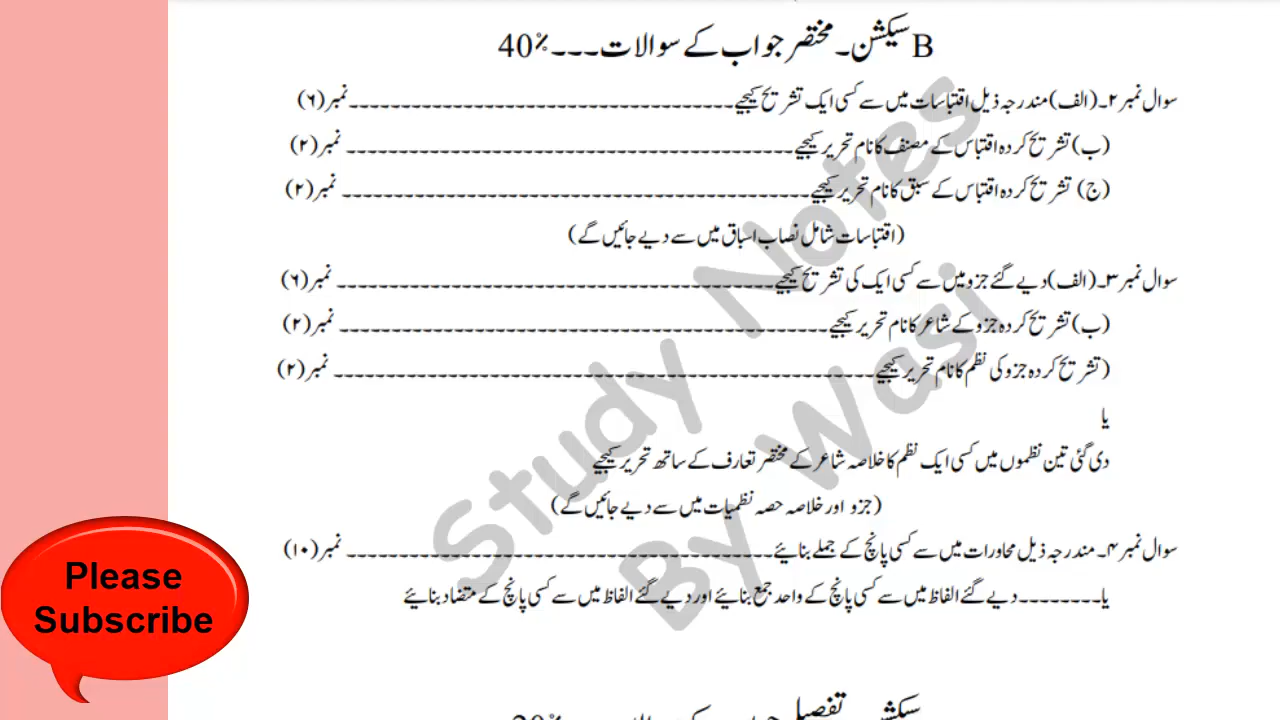 B سیکشن۔ مختصر جواب کے سوالات۔۔۔40٪
سوال نمبر ۲۔ (الف) مندرجہ ذیل اقتباسات میں سے کسی ایک تشریح کیجیے ۔۔۔۔۔۔۔۔۔۔۔۔۔۔۔۔۔۔۔۔۔۔۔۔۔۔۔۔۔۔ نمبر (۶)
(ب) تشریح کردہ اقتباس کے مصنف کا نام تحریر کیجیے ۔۔۔۔۔۔۔۔۔۔۔۔۔۔۔۔۔۔۔۔۔۔۔۔۔۔۔۔۔۔ نمبر (۲)
(ج) تشریح کردہ اقتباس کے سبق کا نام تحریر کیجیے ۔۔۔۔۔۔۔۔۔۔۔۔۔۔۔۔۔۔۔۔۔۔۔۔۔۔۔۔۔۔ نمبر (۲)
(اقتباسات شامل نصاب اسباق میں سے دیے جائیں گے)
سوال نمبر ۳۔ (الف) دیے گئے جزو میں سے کسی ایک کی تشریح کیجیے ۔۔۔۔۔۔۔۔۔۔۔۔۔۔۔۔۔۔۔۔۔۔۔۔۔۔۔۔۔۔ نمبر (۶)
(ب) تشریح کردہ جزو کے شاعر کا نام تحریر کیجیے ۔۔۔۔۔۔۔۔۔۔۔۔۔۔۔۔۔۔۔۔۔۔۔۔۔۔۔۔۔۔ نمبر (۲)
( تشریح کردہ جزو کی نظم کا نام تحریر کیجیے ۔۔۔۔۔۔۔۔۔۔۔۔۔۔۔۔۔۔۔۔۔۔۔۔۔۔۔۔۔۔ نمبر (۲)
یا
دی گئی تین نظموں میں کسی ایک نظم کا خلاصہ شاعر کے مختصر تعارف کے ساتھ تحریر کیجیے
(جزو اور خلاصہ حصہ نظمیات میں سے دیے جائیں گے)
سوال نمبر ۴۔ مندرجہ ذیل محاورات میں سے کسی پانچ کے جملے بنائیے ۔۔۔۔۔۔۔۔۔۔۔۔۔۔۔۔۔۔۔۔۔۔۔۔۔۔۔۔۔۔ نمبر (۱۰)
یا۔۔۔۔۔۔۔۔ دیے گئے الفاظ میں سے کسی پانچ کے واحد جمع بنائیے اور دیے گئے الفاظ میں سے کسی پانچ کے متضاد بنائیے
Study Notes
By Wasi
Please
Subscribe